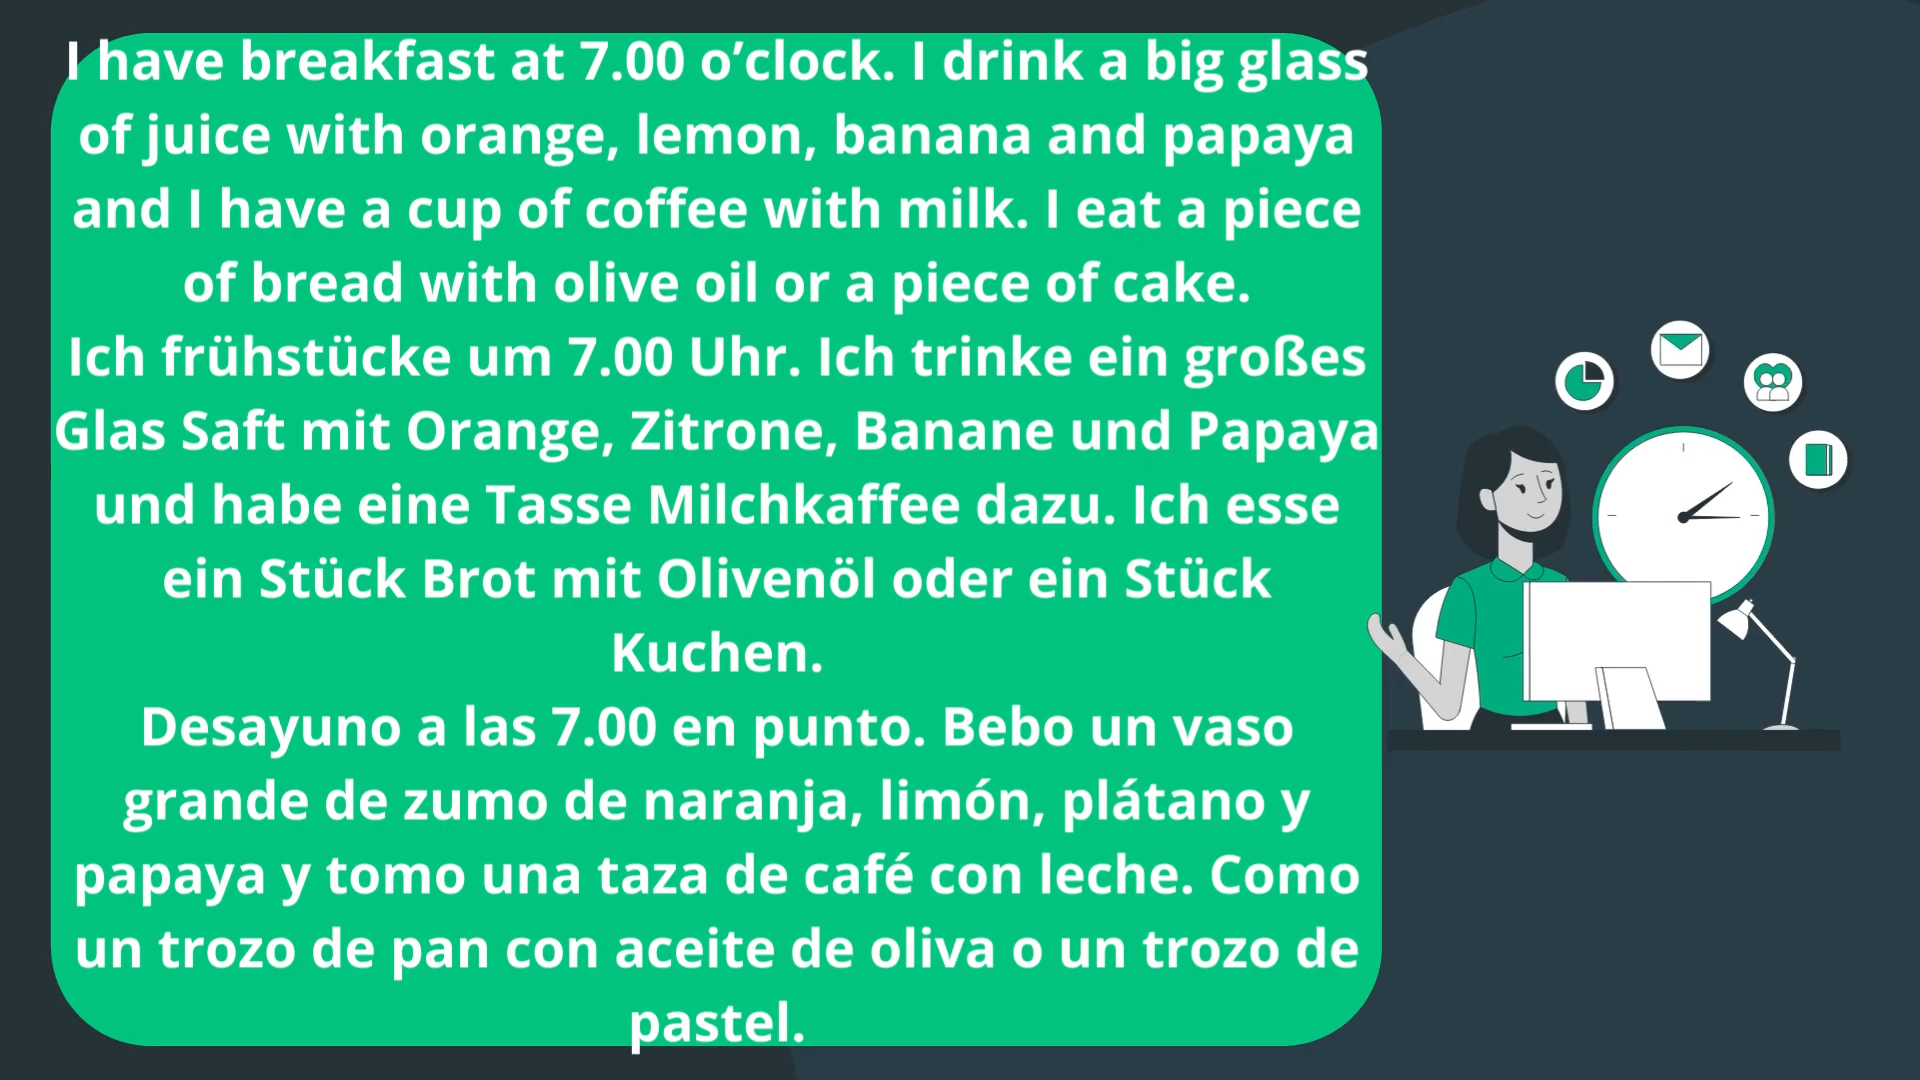 I have breakfast at 7.00 o’clock. I drink a big glass
of juice with orange, lemon, banana and papaya
and I have a cup of coffee with milk. I eat a piece
of bread with olive oil or a piece of cake.
Ich frühstücke um 7.00 Uhr. Ich trinke ein großes
Glas Saft mit Orange, Zitrone, Banane und Papaya
und habe eine Tasse Milchkaffee dazu. Ich esse
ein Stück Brot mit Olivenöl oder ein Stück
Kuchen.
Desayuno a las 7.00 en punto. Bebo un vaso
grande de zumo de naranja, limón, plátano y
papaya y tomo una taza de café con leche. Como
un trozo de pan con aceite de oliva o un trozo de
pastel.